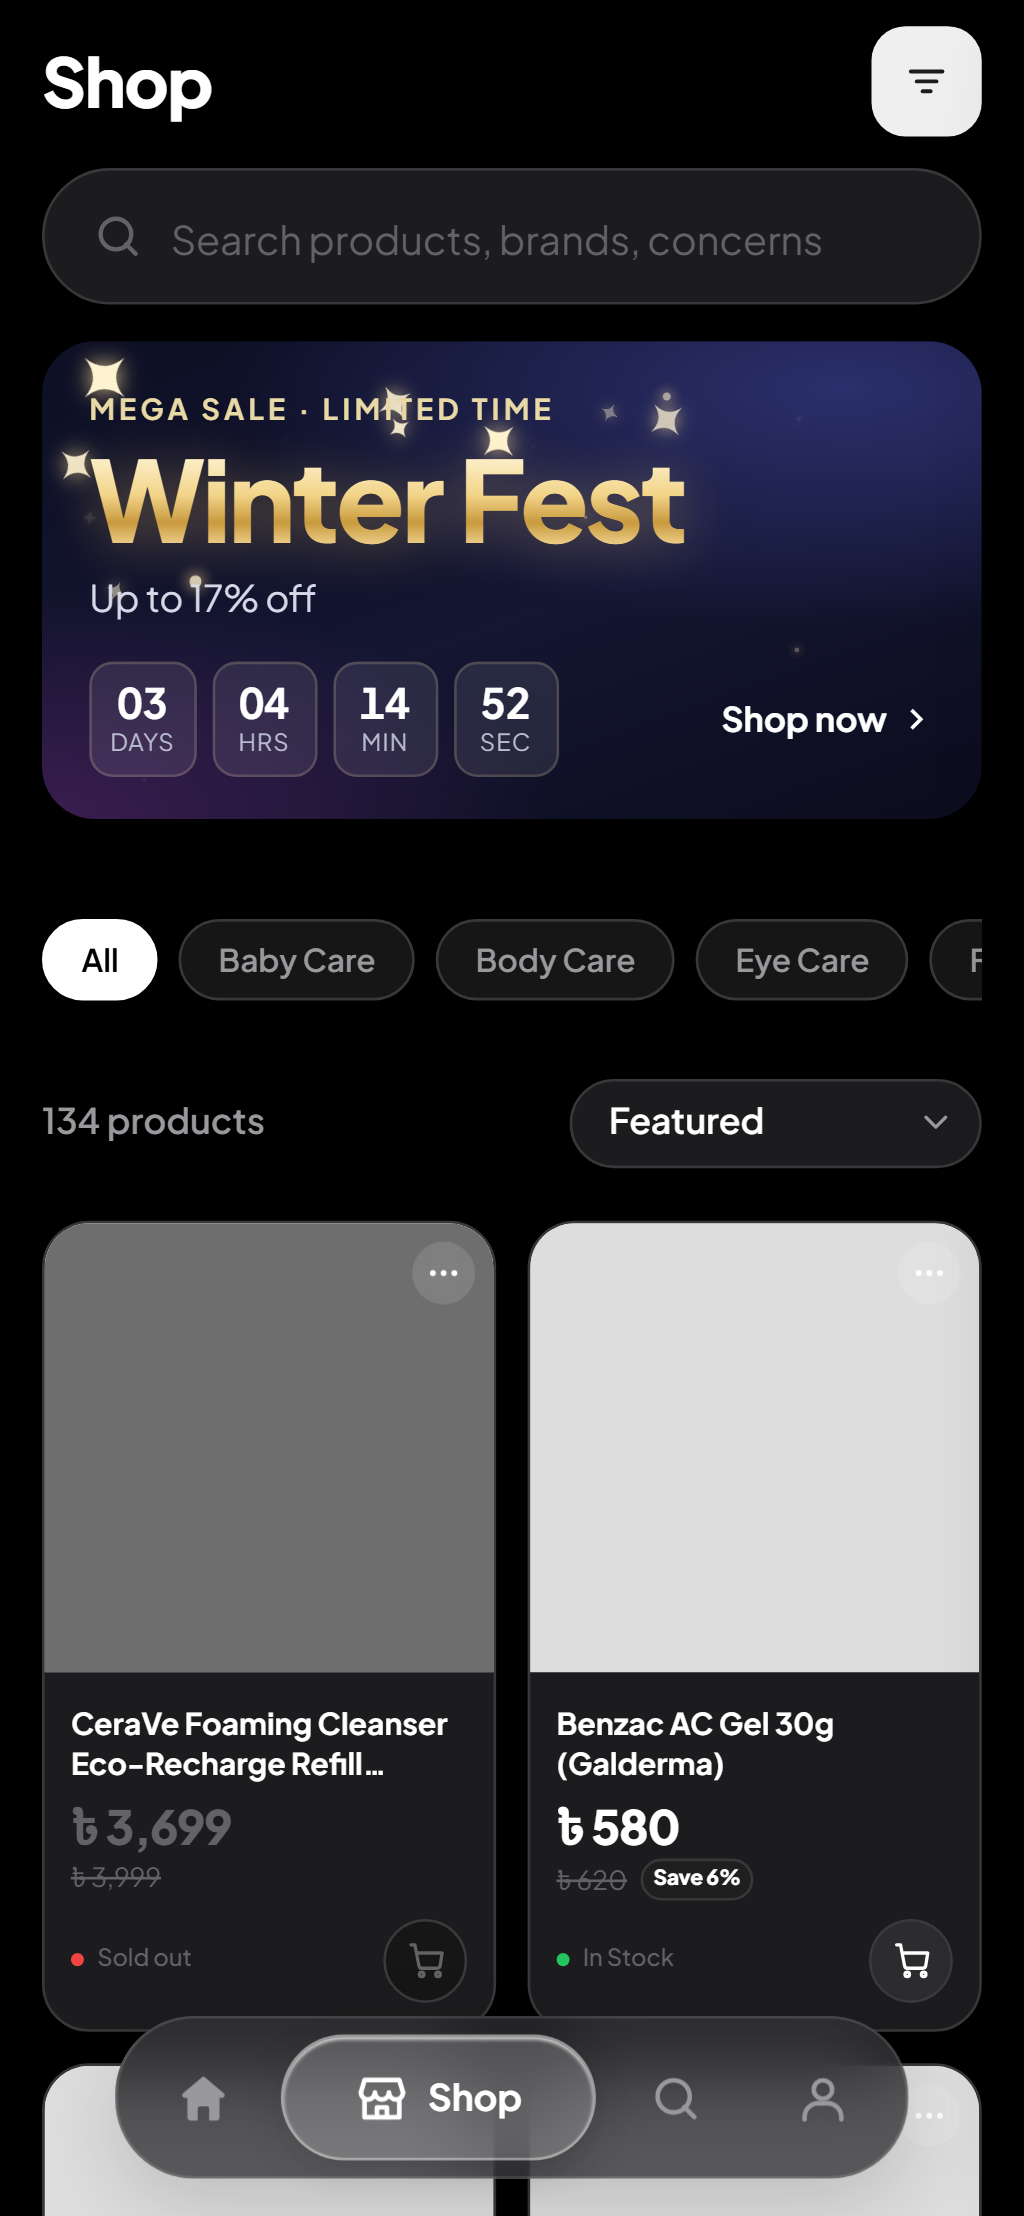 Shop
Search products, brands, concerns
MEGA SALE · LIMITED TIME
Winter Fest
Up to 17% off
03 04 14 52
DAYS HRS MIN SEC
Shop now
All Baby Care Body Care Eye Care F
134 products
Featured
CeraVe Foaming Cleanser
Eco-Recharge Refill...
৳ 3,699
৳ 3,999
Sold out
Benzac AC Gel 30g
(Galderma)
৳ 580
৳ 620 Save 6%
In Stock
Shop